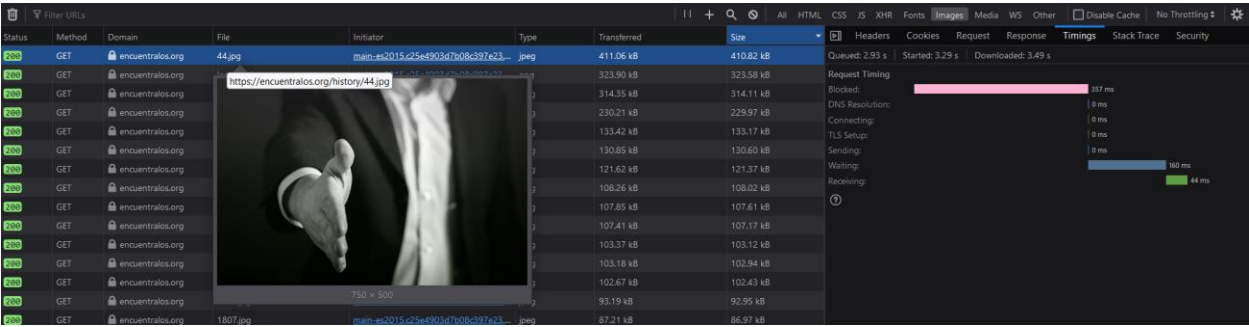 Filter URLs All HTML CSS JS XHR Fonts Images Media WS Other Disable Cache No Throttling
Status Method Domain File Initiator Type Transferred Size Headers Cookies Request Response Timings Stack Trace Security
200 GET encuentralos.org 44.jpg main-es2015.c25e4903d7b08c397e23... jpeg 411.06 kB 410.82 kB Queued: 2.93 s Started: 3.29 s Downloaded: 3.49 s
200 GET encuentralos.org 323.90 kB 323.58 kB Request Timing
https://encuentralos.org/history/44.jpg
200 GET encuentralos.org 314.35 kB 314.11 kB Blocked: 357 ms
200 GET encuentralos.org 230.21 kB 229.97 kB DNS Resolution: 0 ms
Connecting: 0 ms
200 GET encuentralos.org 133.42 kB 133.17 kB TLS Setup: 0 ms
200 GET encuentralos.org 130.85 kB 130.60 kB Sending: 0 ms
200 GET encuentralos.org 121.62 kB 121.37 kB Waiting: 160 ms
200 GET encuentralos.org 108.26 kB 108.02 kB Receiving: 44 ms
200 GET encuentralos.org 107.85 kB 107.61 kB
200 GET encuentralos.org 107.41 kB 107.17 kB
200 GET encuentralos.org 103.37 kB 103.12 kB
200 GET encuentralos.org 103.18 kB 102.94 kB
200 GET encuentralos.org 102.67 kB 102.43 kB
200 GET encuentralos.org 750 × 500 93.19 kB 92.95 kB
200 GET encuentralos.org 1807.jpg main-es2015.c25e4903d7b08c397e23... jpeg 87.21 kB 86.97 kB